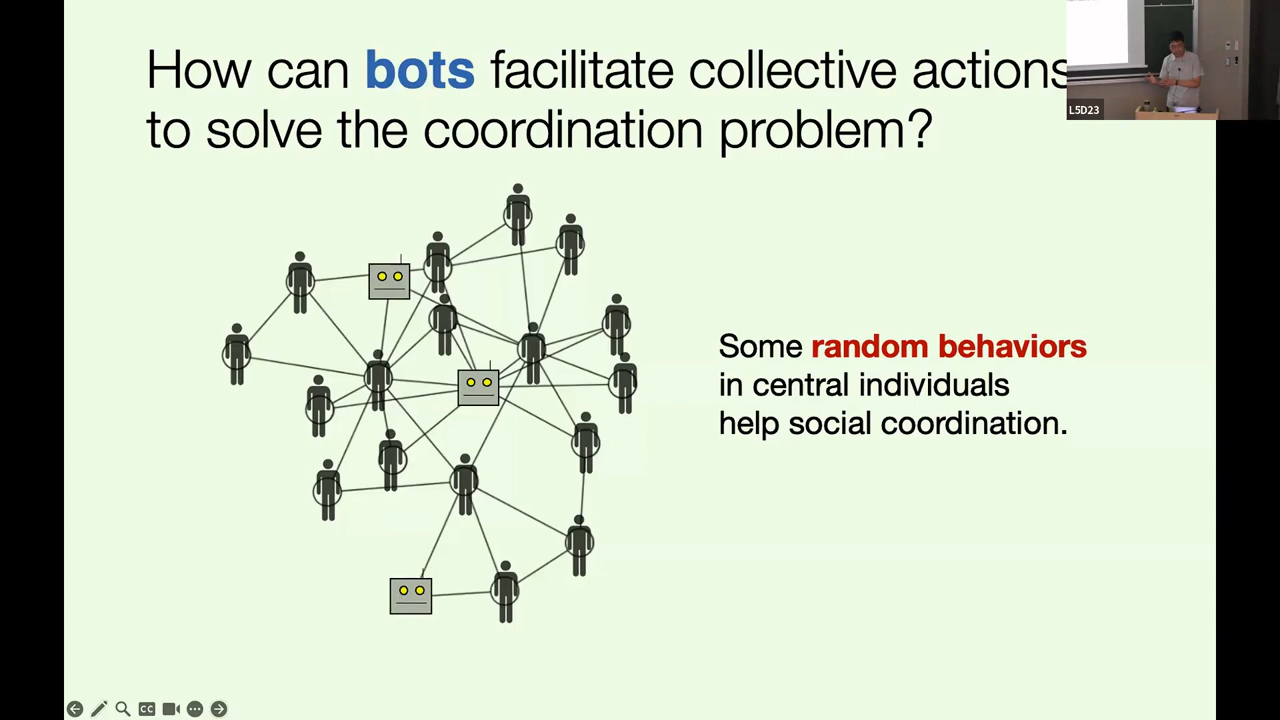 How can bots facilitate collective actions
to solve the coordination problem?
L5D23
Some random behaviors
in central individuals
help social coordination.
CC